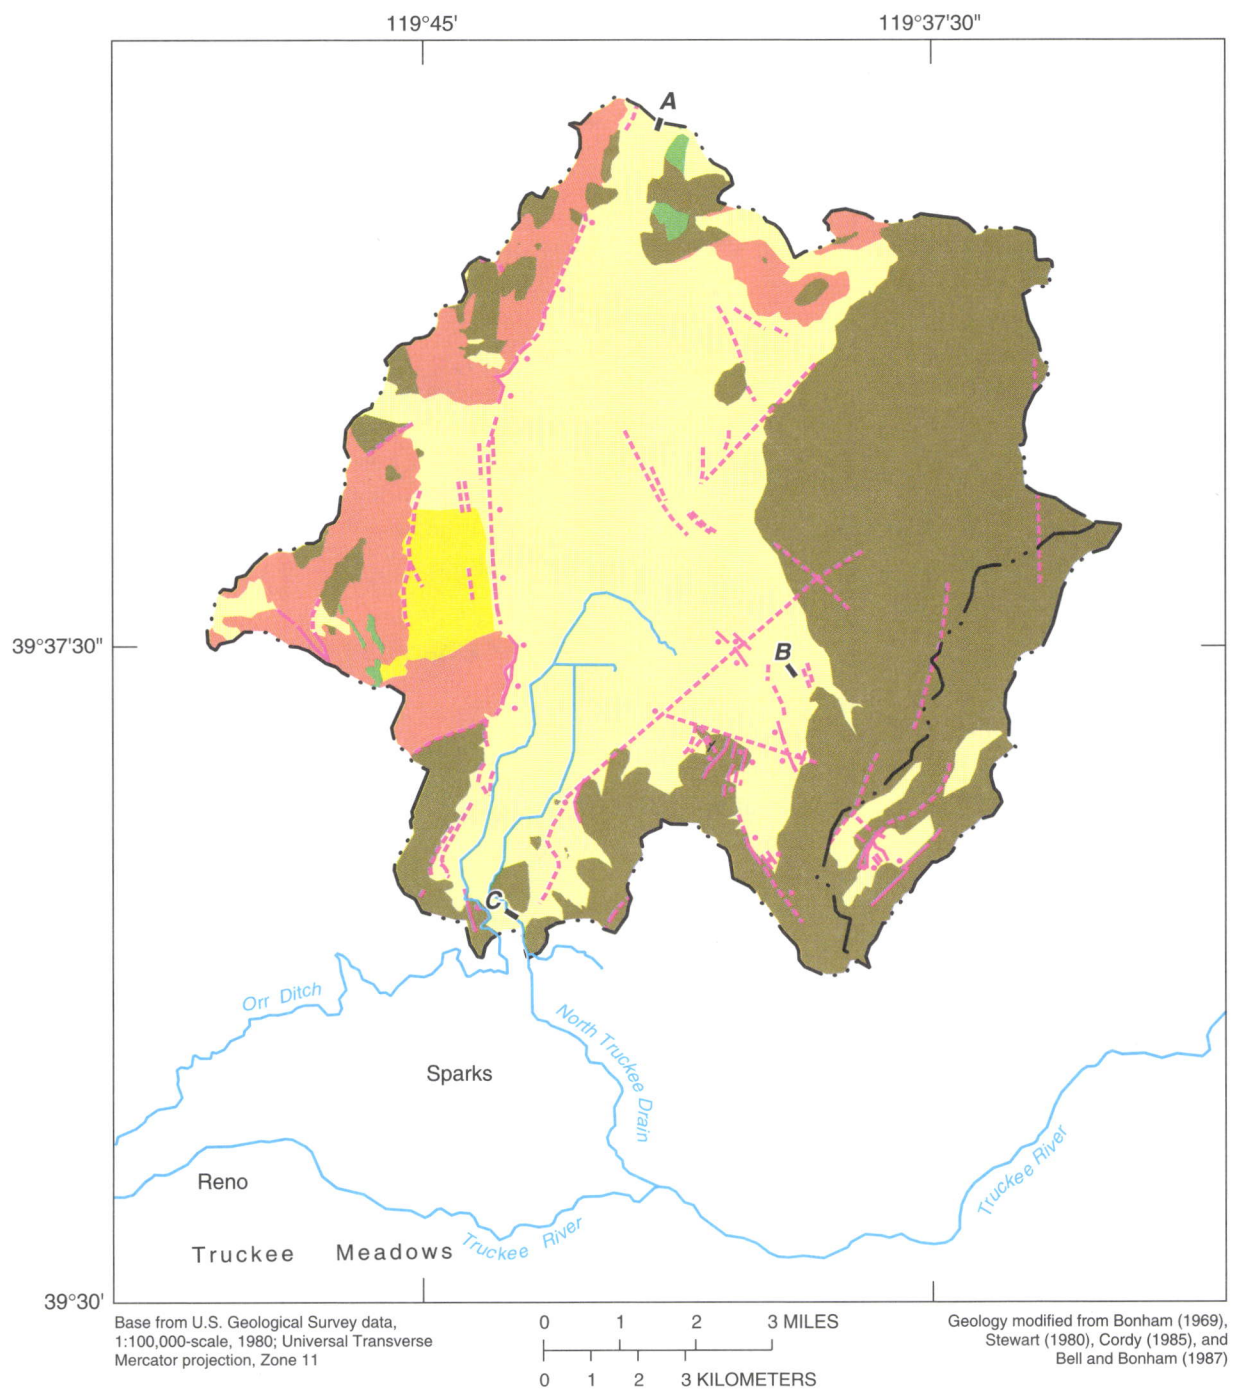 119°45'
119°37'30"
A
39°37'30"
B
C
Orr Ditch
North Truckee Drain
Sparks
Truckee River
Reno
Truckee River
Truckee Meadows
39°30'
Base from U.S. Geological Survey data,
1:100,000-scale, 1980; Universal Transverse
Mercator projection, Zone 11
0 1 2 3 MILES
0 1 2 3 KILOMETERS
Geology modified from Bonham (1969),
Stewart (1980), Cordy (1985), and
Bell and Bonham (1987)